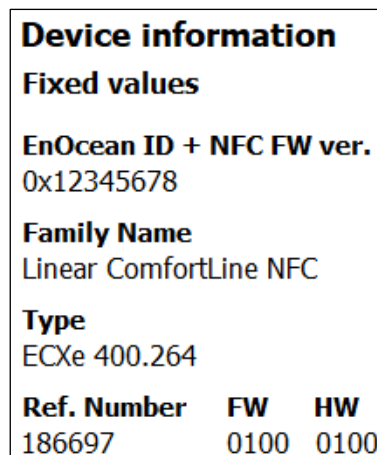 Device information
Fixed values
EnOcean ID + NFC FW ver.
0x12345678
Family Name
Linear ComfortLine NFC
Type
ECXe 400.264
Ref. Number FW HW
186697 0100 0100